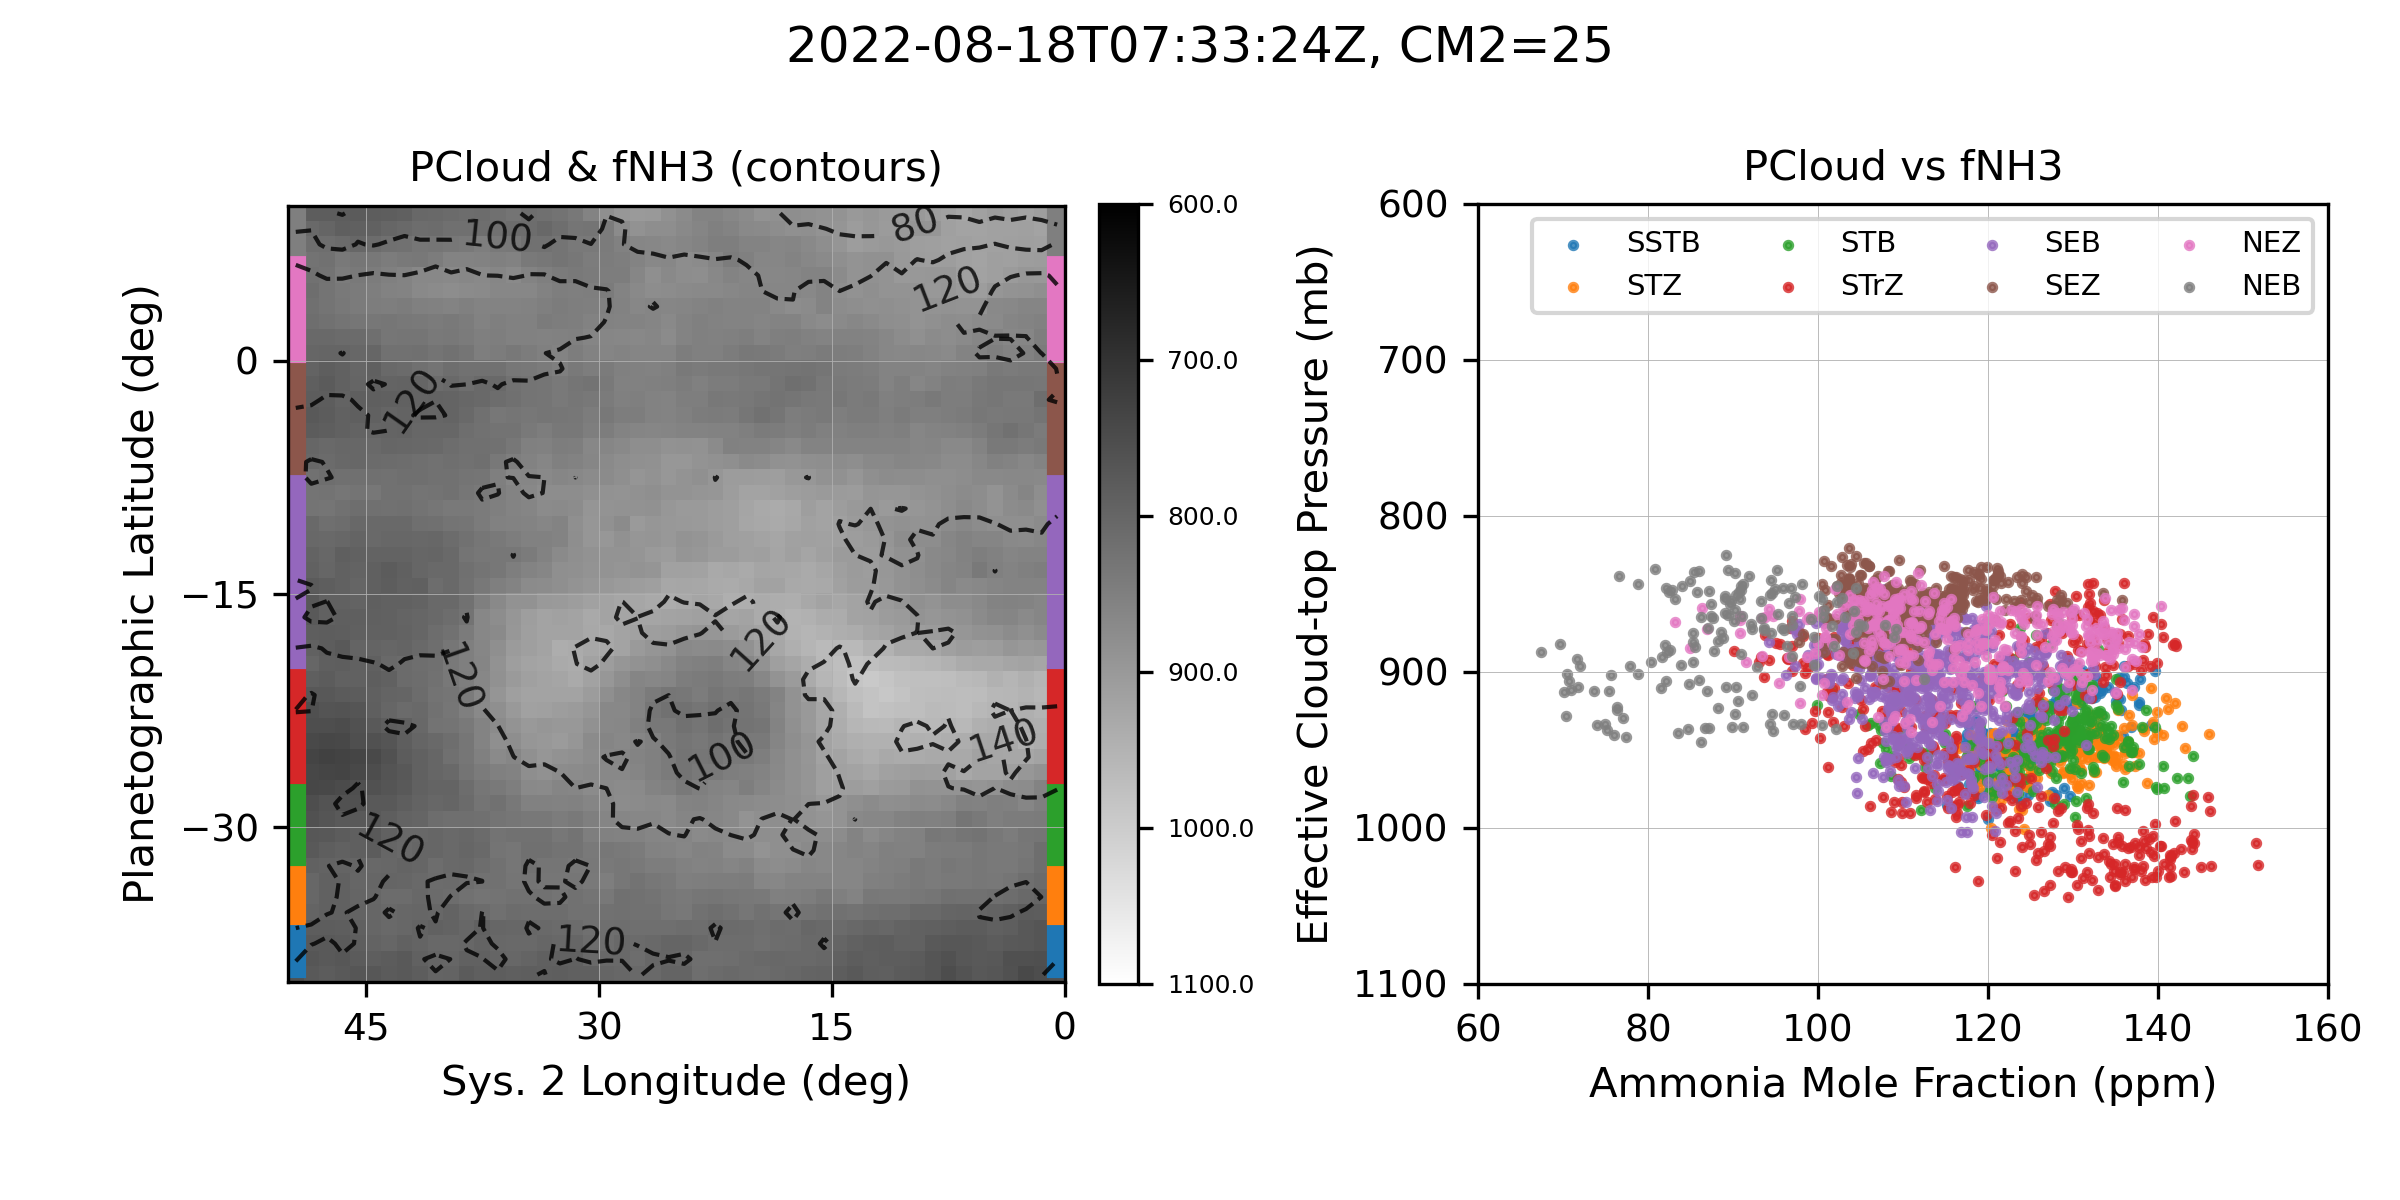 2022-08-18T07:33:24Z, CM2=25
PCloud & fNH3 (contours)
Planetographic Latitude (deg)
0
−15
−30
100
80
120
120
120
120
100
140
120
120
45
30
15
0
Sys. 2 Longitude (deg)
600.0
700.0
800.0
900.0
1000.0
1100.0
PCloud vs fNH3
Effective Cloud-top Pressure (mb)
600
700
800
900
1000
1100
SSTB STB SEB NEZ
STZ STrZ SEZ NEB
60 80 100 120 140 160
Ammonia Mole Fraction (ppm)